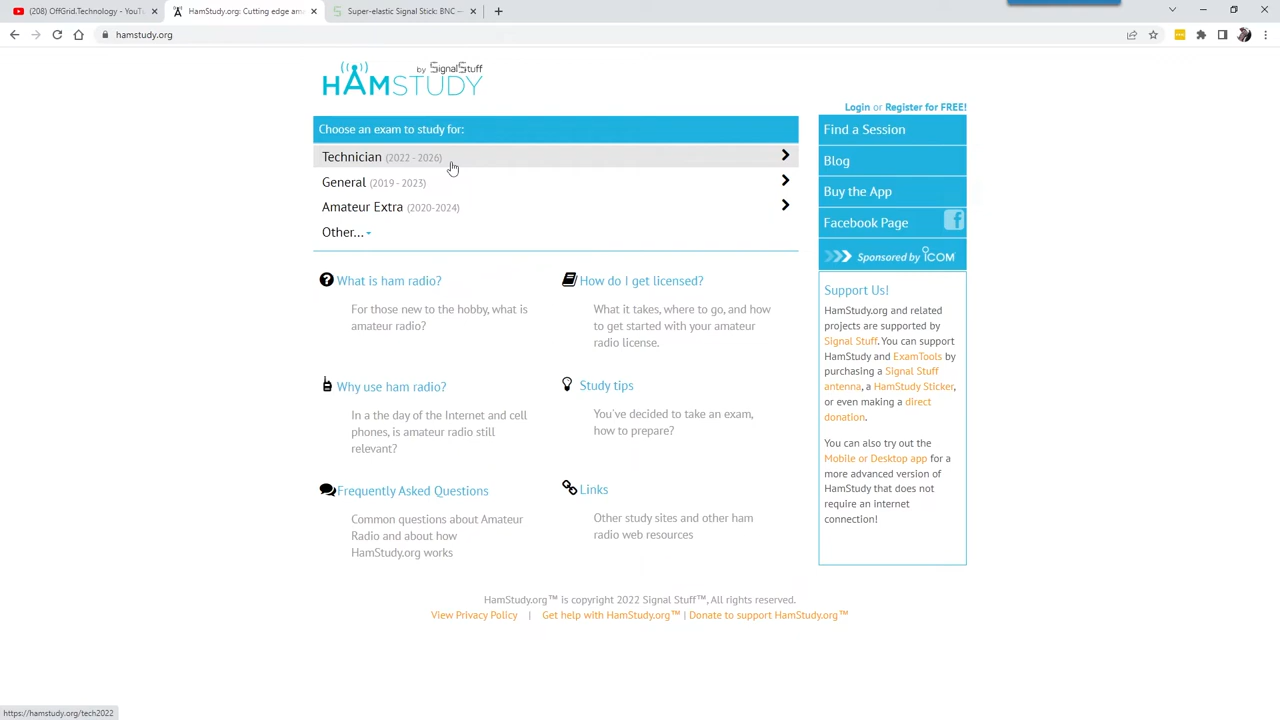 (208) OffGrid.Technology - YouTu
HamStudy.org: Cutting edge am
Super-elastic Signal Stick: BNC –
hamstudy.org
by SignalStuff
HAMSTUDY
Login or Register for FREE!
Choose an exam to study for:
Technician (2022 - 2026)
General (2019 - 2023)
Amateur Extra (2020-2024)
Other...
Find a Session
Blog
Buy the App
Facebook Page
Sponsored by ICOM
What is ham radio?
For those new to the hobby, what is
amateur radio?
How do I get licensed?
What it takes, where to go, and how
to get started with your amateur
radio license.
Why use ham radio?
In a the day of the Internet and cell
phones, is amateur radio still
relevant?
Study tips
You've decided to take an exam,
how to prepare?
Frequently Asked Questions
Common questions about Amateur
Radio and about how
HamStudy.org works
Links
Other study sites and other ham
radio web resources
Support Us!
HamStudy.org and related
projects are supported by
Signal Stuff. You can support
HamStudy and ExamTools by
purchasing a Signal Stuff
antenna, a HamStudy Sticker,
or even making a direct
donation.
You can also try out the
Mobile or Desktop app for a
more advanced version of
HamStudy that does not
require an internet
connection!
HamStudy.org™ is copyright 2022 Signal Stuff™, All rights reserved.
View Privacy Policy | Get help with HamStudy.org™ | Donate to support HamStudy.org™
https://hamstudy.org/tech2022